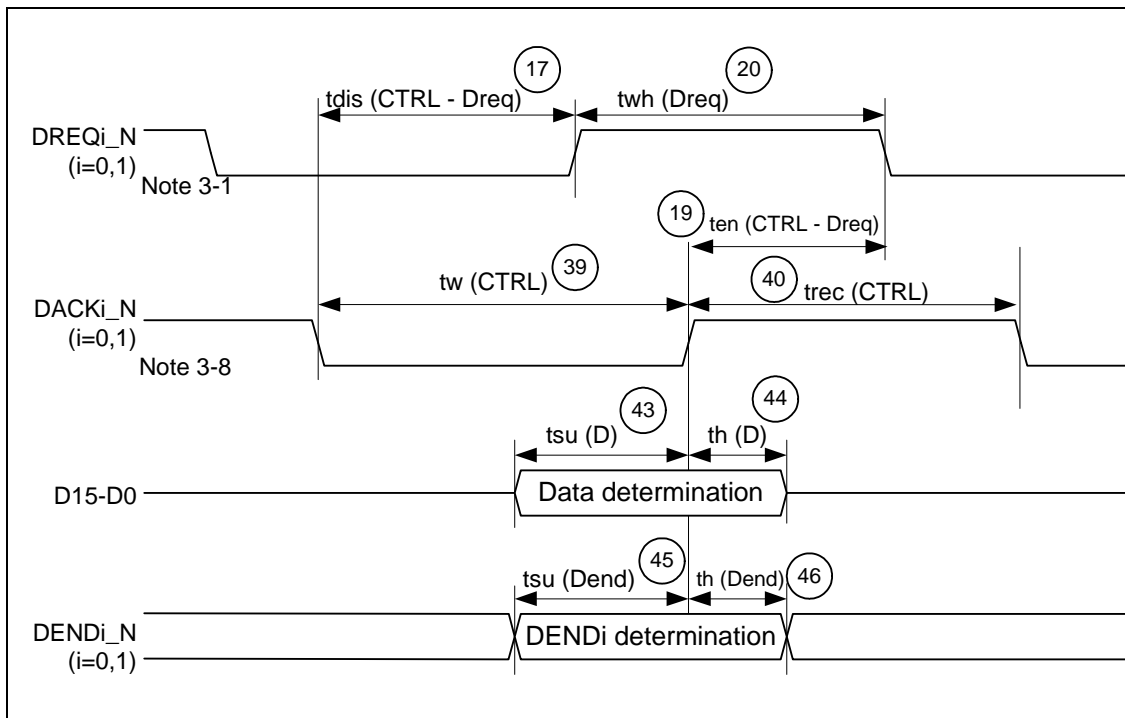 17
20
tdis (CTRL - Dreq)
twh (Dreq)
DREQi_N
(i=0,1)
Note 3-1
19
ten (CTRL - Dreq)
39
tw (CTRL)
40
trec (CTRL)
DACKi_N
(i=0,1)
Note 3-8
43
44
tsu (D)
th (D)
D15-D0
Data determination
45
46
tsu (Dend)
th (Dend)
DENDi_N
(i=0,1)
DENDi determination